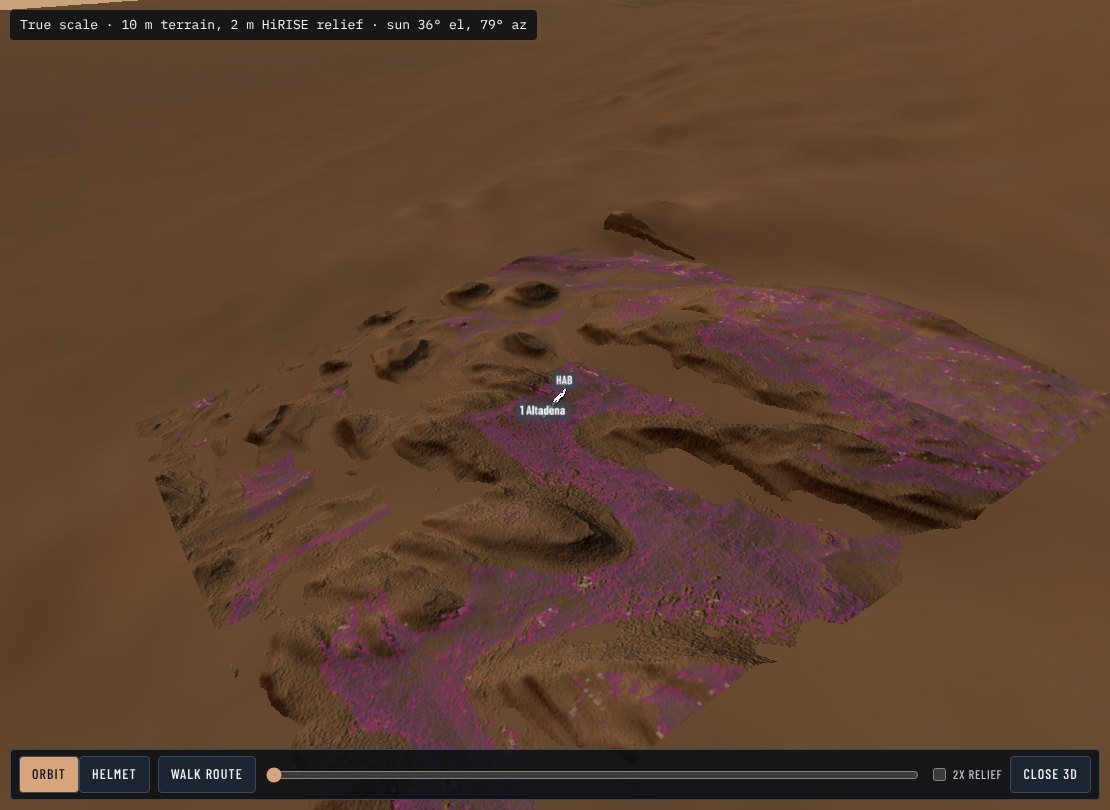 True scale · 10 m terrain, 2 m HiRISE relief · sun 36° el, 79° az
HAB
1 Altadena
ORBIT
HELMET
WALK ROUTE
2X RELIEF
CLOSE 3D